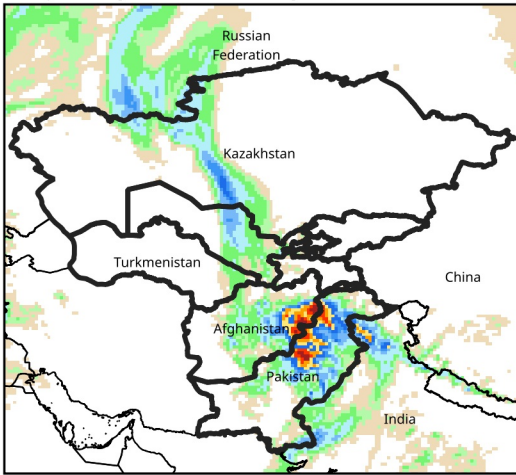 Russian
Federation
Kazakhstan
Turkmenistan
China
Afghanistan
Pakistan
India